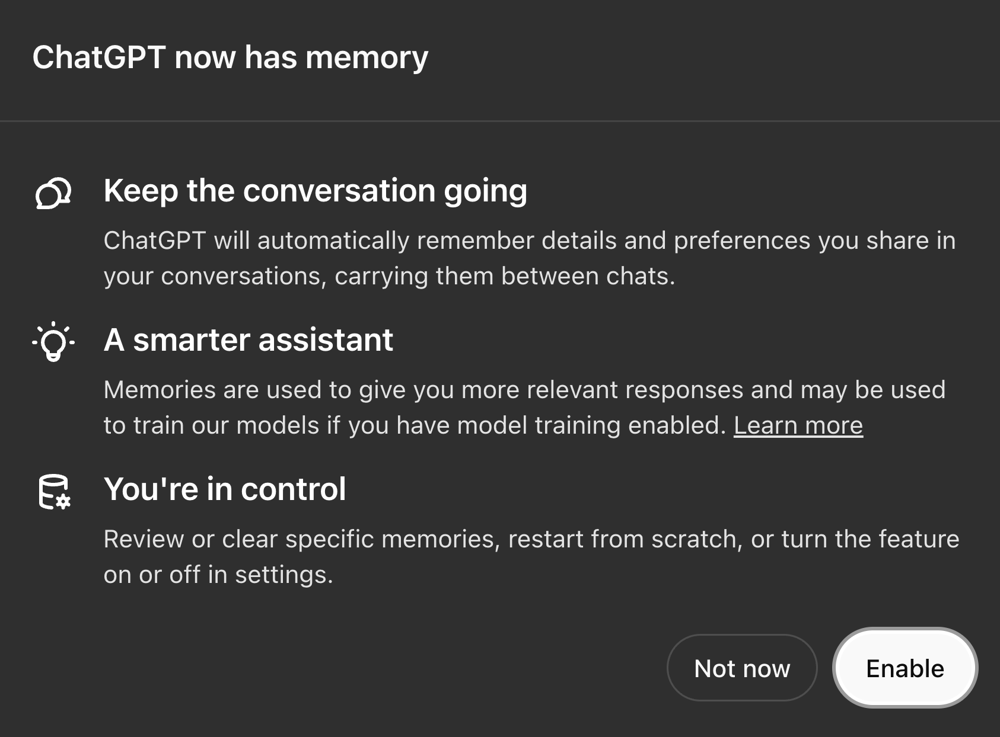 ChatGPT now has memory
Keep the conversation going
ChatGPT will automatically remember details and preferences you share in
your conversations, carrying them between chats.
A smarter assistant
Memories are used to give you more relevant responses and may be used
to train our models if you have model training enabled. Learn more
You're in control
Review or clear specific memories, restart from scratch, or turn the feature
on or off in settings.
Not now
Enable